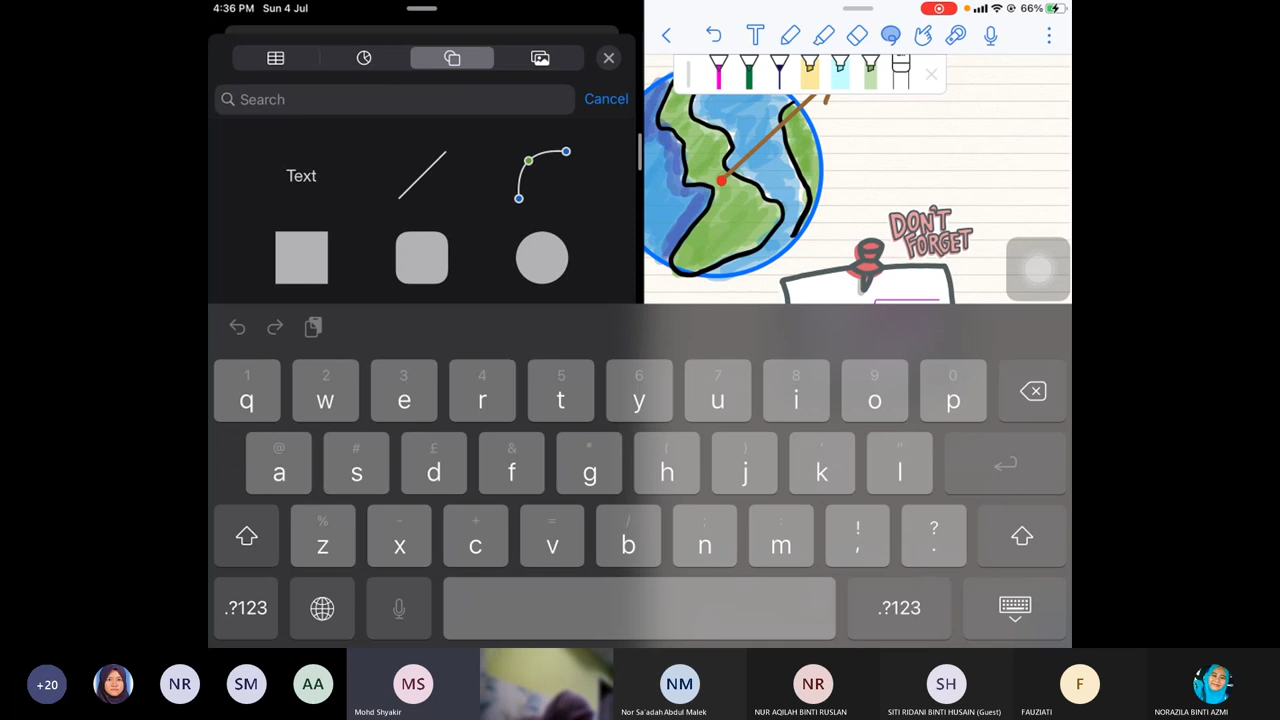 4:36 PM Sun 4 Jul
66%
Search
Cancel
Text
DON'T
FORGET
1 2 3 4 5 6 7 8 9 0
q w e r t y u i o p
@ # £ & * ( ) ' "
a s d f g h j k l
% - + = / ; : ! ?
z x c v b n m , .
.?123 .?123
+20 NR SM AA MS NM NR SH F
Mohd Shyakir
Nor Sa'adah Abdul Malek
NUR AQILAH BINTI RUSLAN
SITI RIDANI BINTI HUSAIN (Guest)
FAUZIATI
NORAZILA BINTI AZMI